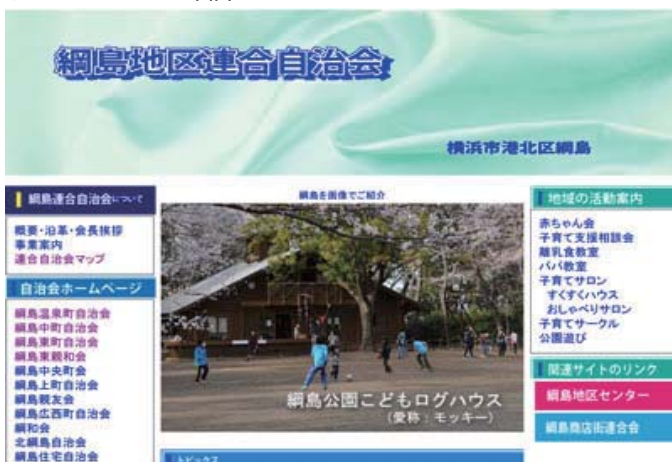 綱島地区連合自治会
横浜市港北区綱島
綱島連合自治会について
概要・沿革・会長挨拶
事業案内
連合自治会マップ
自治会ホームページ
綱島温泉町自治会
綱島中町自治会
綱島東町自治会
綱島東親和会
綱島中央町会
綱島上町自治会
綱島親友会
綱島広西町自治会
綱和会
北綱島自治会
綱島住宅自治会
綱島を画像でご紹介
綱島公園こどもログハウス
(愛称:モッキー)
トピックス
地域の活動案内
赤ちゃん会
子育て支援相談会
離乳食教室
パパ教室
子育てサロン
すくすくハウス
おしゃべりサロン
子育てサークル
公園遊び
関連サイトのリンク
綱島地区センター
綱島商店街連合会